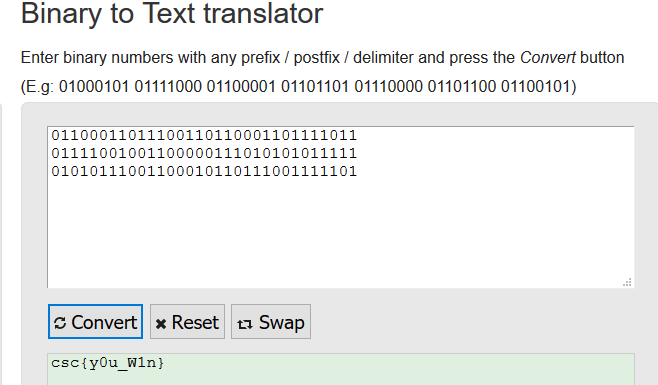 Binary to Text translator
Enter binary numbers with any prefix / postfix / delimiter and press the Convert button
(E.g: 01000101 01111000 01100001 01101101 01110000 01101100 01100101)
01100011011100110110001101111011
01111001001100000111010101011111
01010111001100010110111001111101
Convert Reset Swap
csc{y0u_W1n}